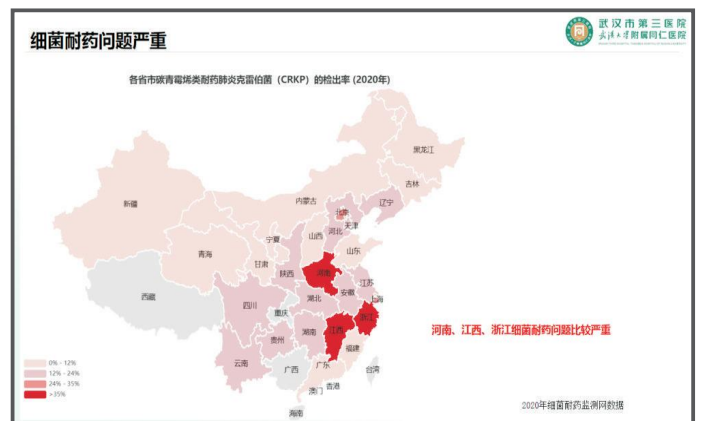 细菌耐药问题严重
武汉市第三医院
武汉大学附属同仁医院
各省市碳青霉烯类耐药肺炎克雷伯菌（CRKP）的检出率 (2020年)
黑龙江
吉林
辽宁
内蒙古
新疆
北京
天津
河北
山西
宁夏
山东
青海
甘肃
陕西
河南
江苏
西藏
安徽
上海
四川
湖北
重庆
浙江
湖南
江西
贵州
福建
云南
台湾
广西
广东
香港
澳门
海南
河南、江西、浙江细菌耐药问题比较严重
0% - 12%
12% - 24%
24% - 35%
>35%
2020年细菌耐药监测网数据